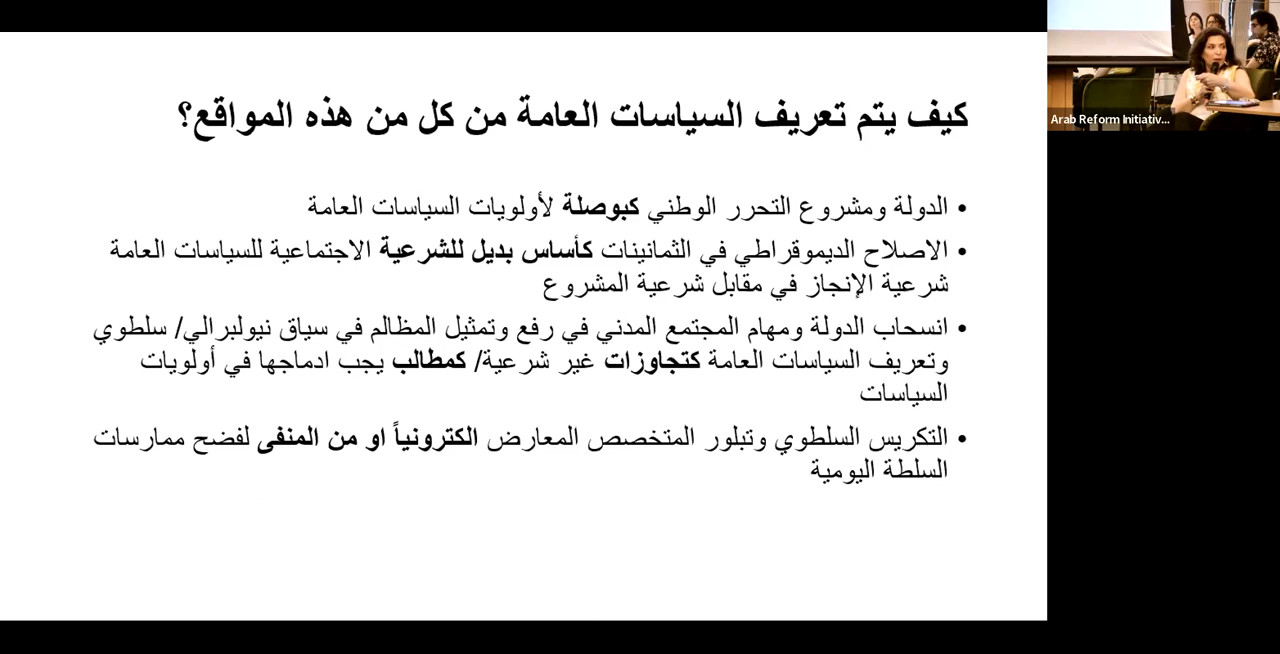 كيف يتم تعريف السياسات العامة من كل من هذه المواقع؟
• الدولة ومشروع التحرر الوطني كبوصلة لأولويات السياسات العامة
• الاصلاح الديموقراطي في الثمانينات كأساس بديل للشرعية الاجتماعية للسياسات العامة
شرعية الإنجاز في مقابل شرعية المشروع
• انسحاب الدولة ومهام المجتمع المدني في رفع وتمثيل المظالم في سياق نيولبرالي/ سلطوي
وتعريف السياسات العامة كتجاوزات غير شرعية/ كمطالب يجب ادماجها في أولويات
السياسات
• التكريس السلطوي وتبلور المتخصص المعارض الكترونياً او من المنفى لفضح ممارسات
السلطة اليومية
Arab Reform Initiativ...